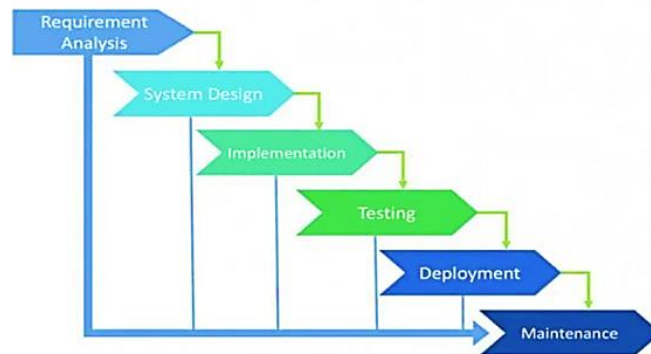 Requirement
Analysis
System Design
Implementation
Testing
Deployment
Maintenance